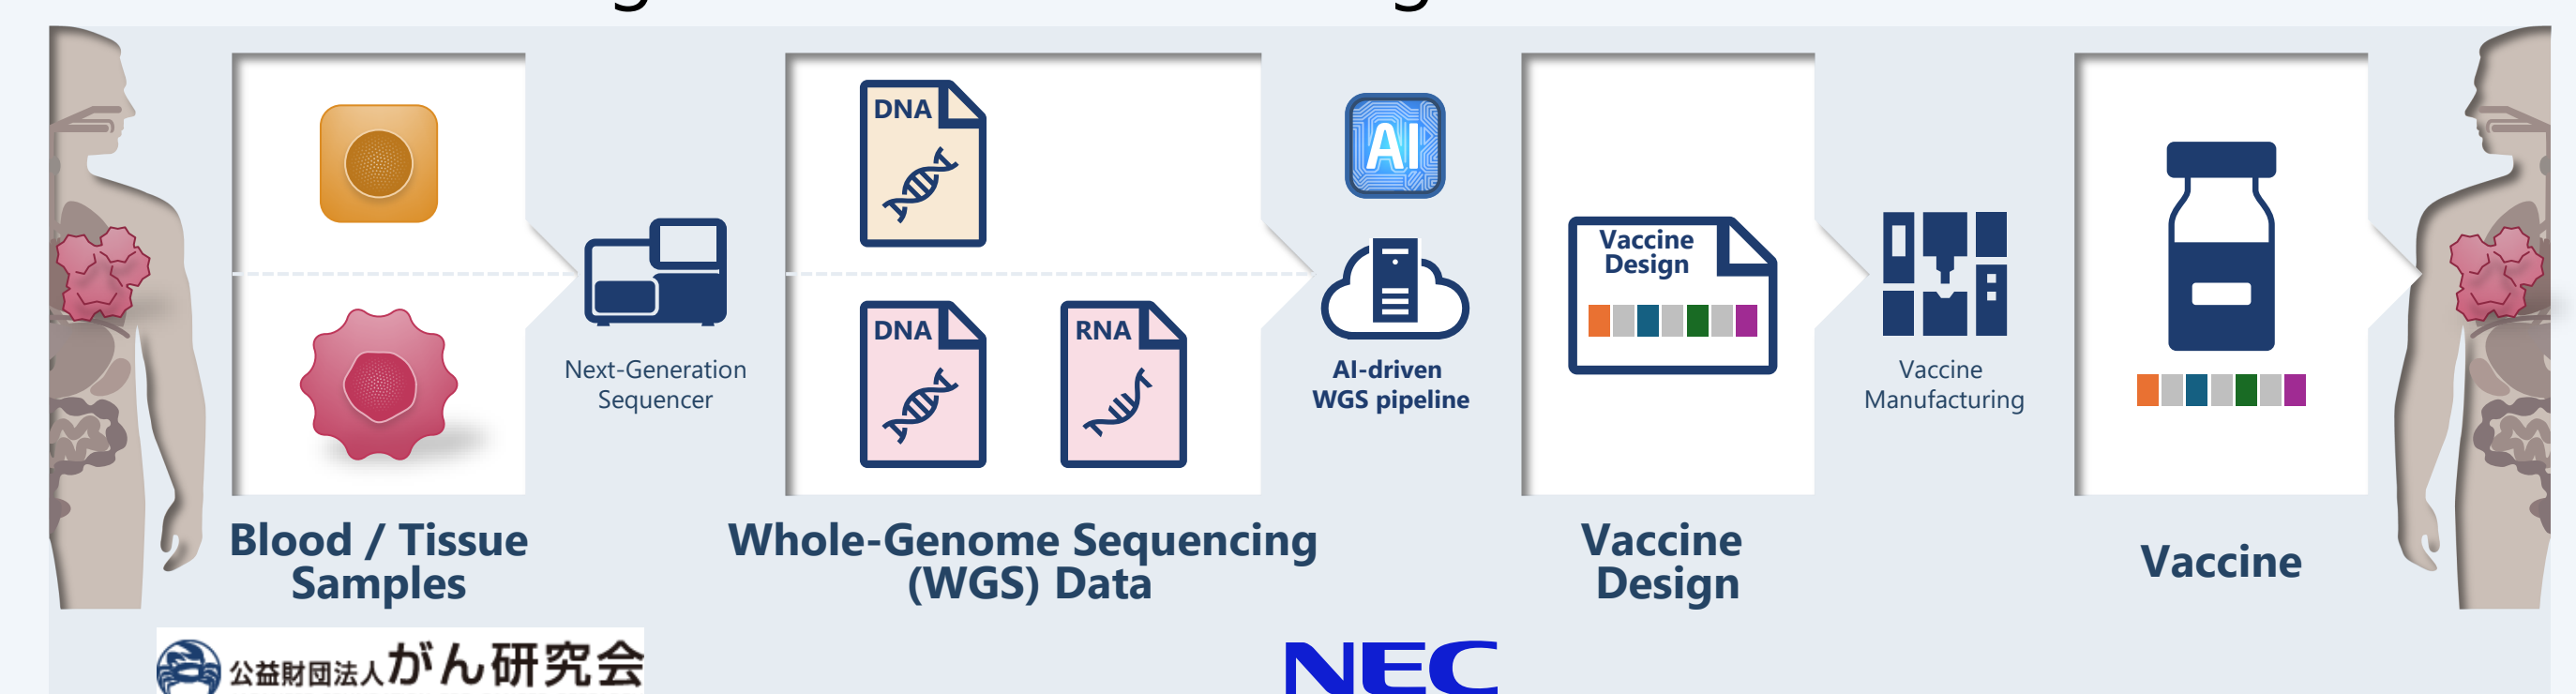 DNA
DNA
RNA
Next-Generation
Sequencer
AI
AI-driven
WGS pipeline
Vaccine
Design
Vaccine
Manufacturing
Blood / Tissue
Samples
Whole-Genome Sequencing
(WGS) Data
Vaccine
Design
Vaccine
公益財団法人がん研究会
NEC